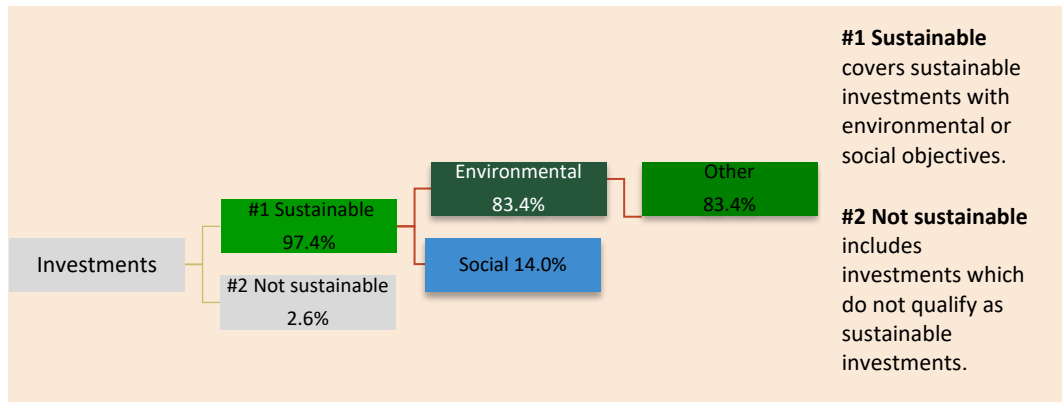 Investments
#1 Sustainable
97.4%
#2 Not sustainable
2.6%
Environmental
83.4%
Social 14.0%
Other
83.4%
#1 Sustainable
covers sustainable
investments with
environmental or
social objectives.
#2 Not sustainable
includes
investments which
do not qualify as
sustainable
investments.